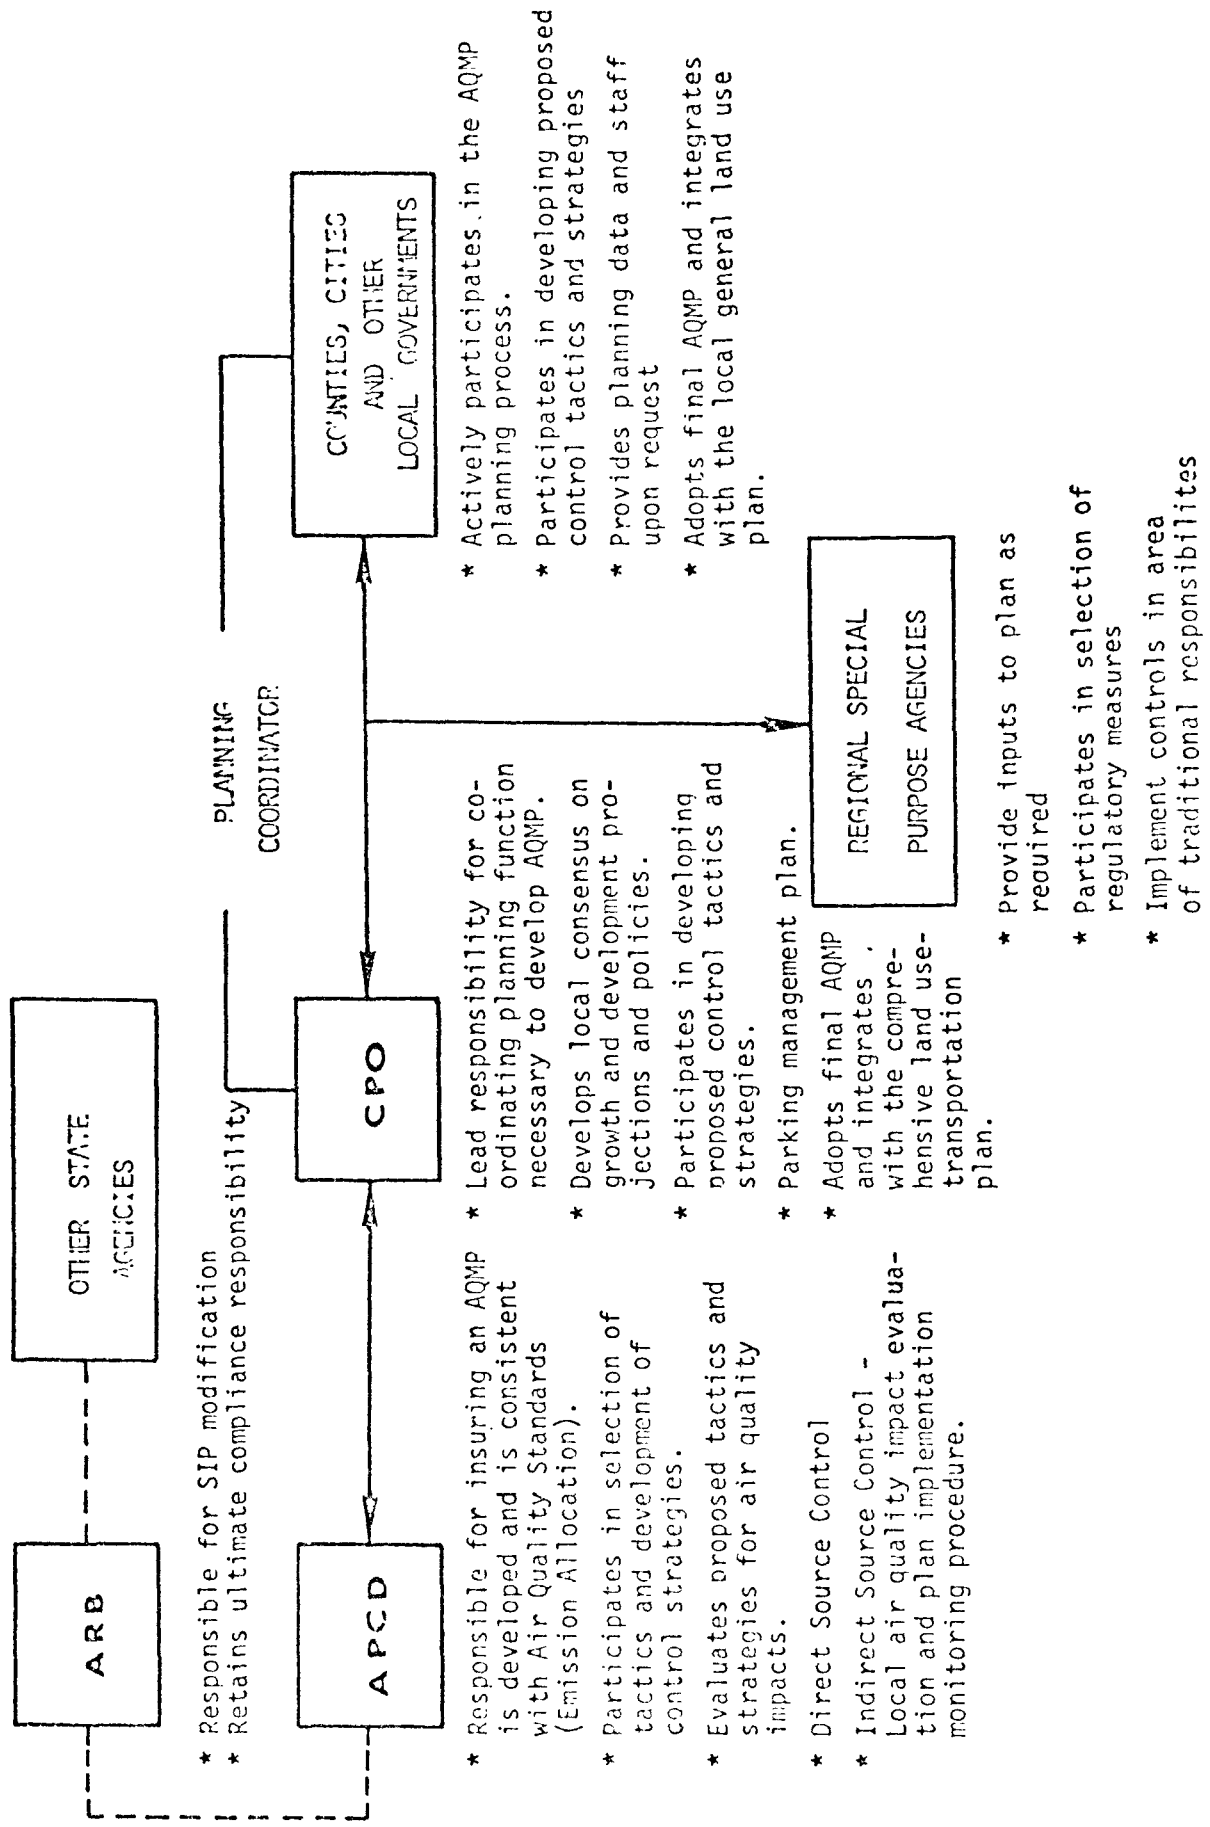 ARB
OTHER STATE
AGENCIES
* Responsible for SIP modification
* Retains ultimate compliance responsibility
PLANNING
COORDINATOR
APCD
CPO
COUNTIES, CITIES
AND OTHER
LOCAL GOVERNMENTS
* Responsible for insuring an AQMP
is developed and is consistent
with Air Quality Standards
(Emission Allocation).
* Participates in selection of
tactics and development of
control strategies.
* Evaluates proposed tactics and
strategies for air quality
impacts.
* Direct Source Control
* Indirect Source Control -
Local air quality impact evalua-
tion and plan implementation
monitoring procedure.
* Lead responsibility for co-
ordinating planning function
necessary to develop AQMP.
* Develops local consensus on
growth and development pro-
jections and policies.
* Participates in developing
proposed control tactics and
strategies.
* Parking management plan.
* Adopts final AQMP
and integrates
with the compre-
hensive land use-
transportation
plan.
* Actively participates in the AQMP
planning process.
* Participates in developing proposed
control tactics and strategies
* Provides planning data and staff
upon request
* Adopts final AQMP and integrates
with the local general land use
plan.
REGIONAL SPECIAL
PURPOSE AGENCIES
* Provide inputs to plan as
required
* Participates in selection of
regulatory measures
* Implement controls in area
of traditional responsibilites